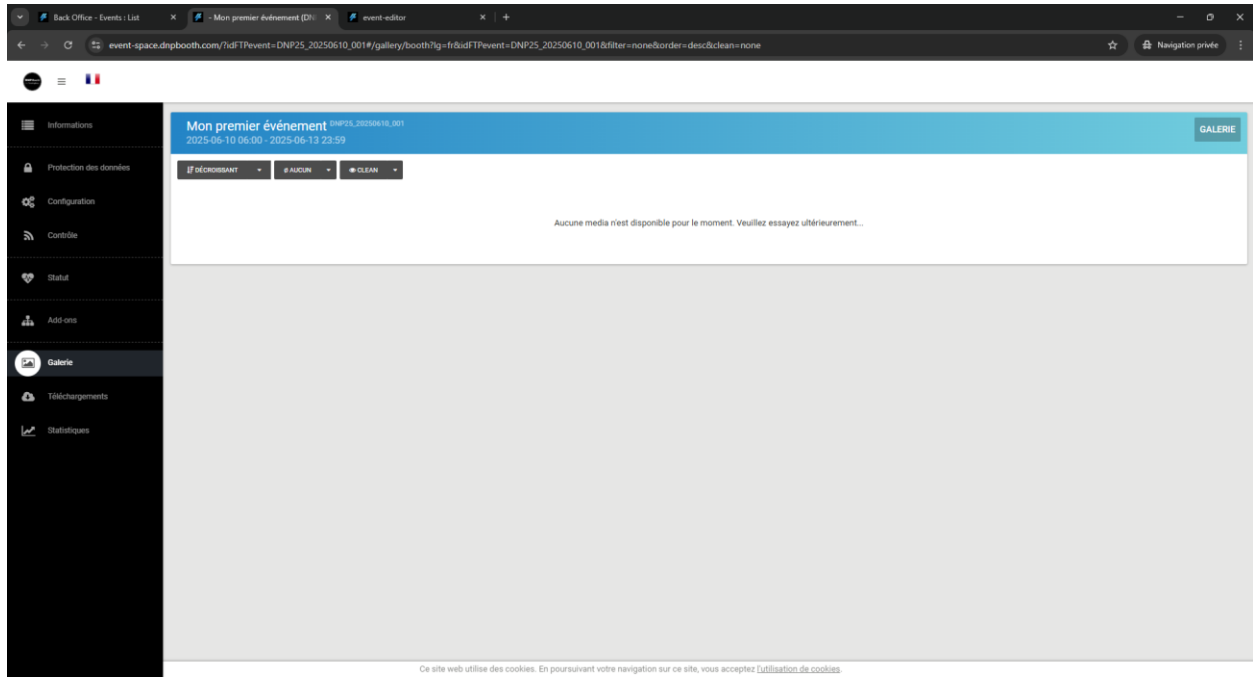 Back Office - Events : List
- Mon premier événement (DN
event-editor
event-space.dnpbooth.com/?idFTPevent=DNP25_20250610_001#/gallery/booth?lg=fr&idFTPevent=DNP25_20250610_001&filter=none&order=desc&clean=none
Navigation privée
Informations
Protection des données
Configuration
Contrôle
Statut
Add-ons
Galerie
Téléchargements
Statistiques
Mon premier événement DNP25_20250610_001
2025-06-10 06:00 - 2025-06-13 23:59
GALERIE
DÉCROISSANT
# AUCUN
CLEAN
Aucune media n'est disponible pour le moment. Veuillez essayez ultérieurement...
Ce site web utilise des cookies. En poursuivant votre navigation sur ce site, vous acceptez l'utilisation de cookies.